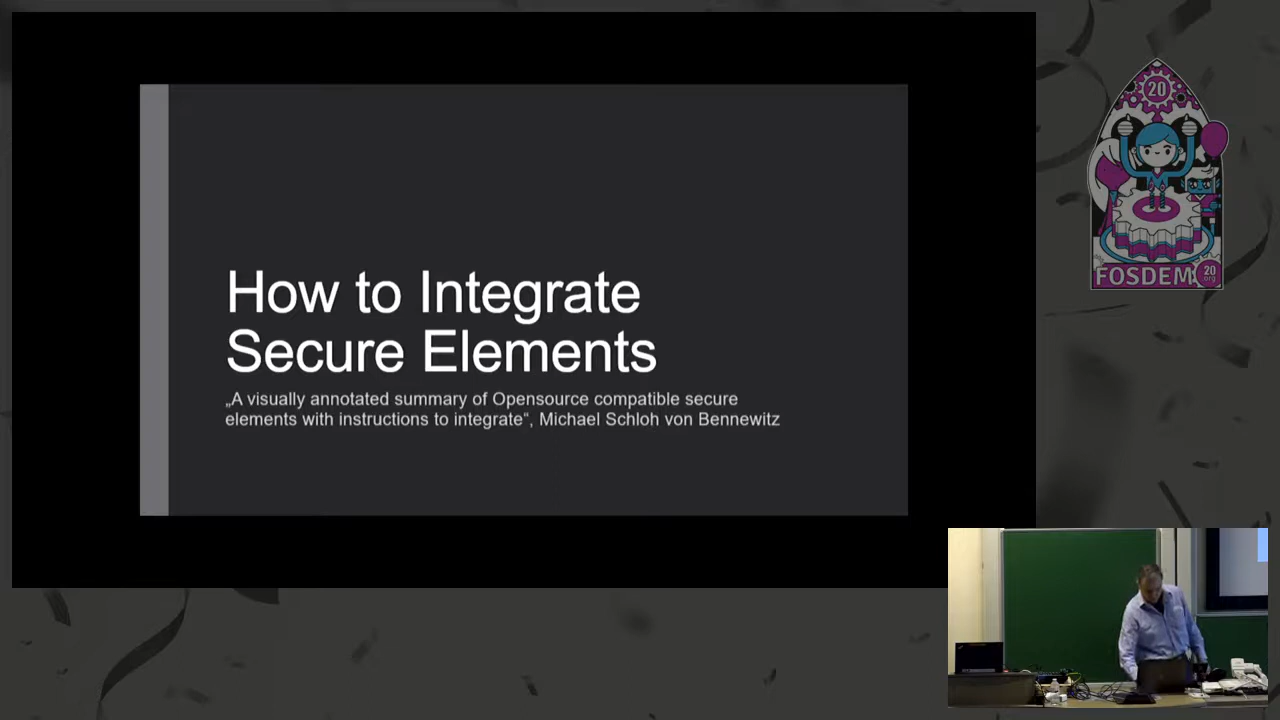 How to Integrate
Secure Elements
„A visually annotated summary of Opensource compatible secure
elements with instructions to integrate“, Michael Schloh von Bennewitz
20
FOSDEM
20
org